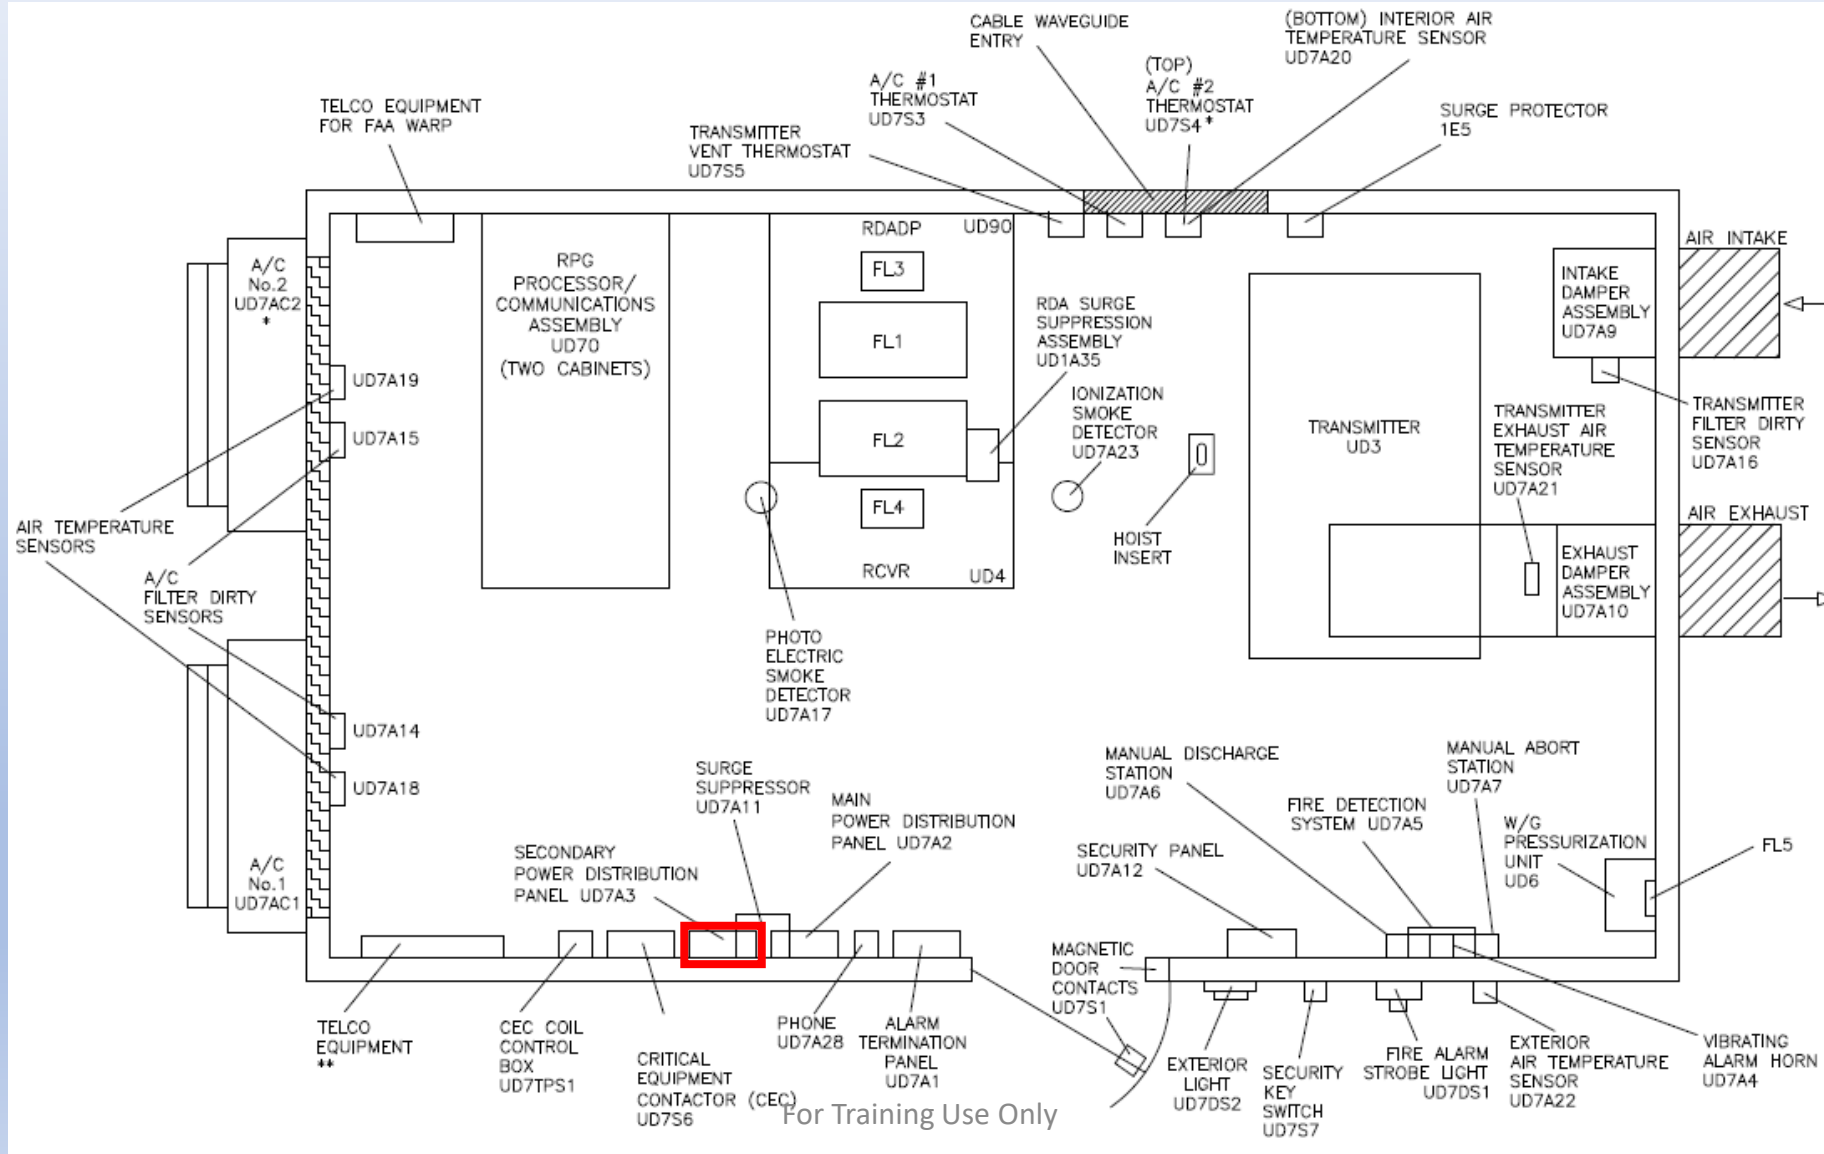 CABLE WAVEGUIDE
ENTRY
(BOTTOM) INTERIOR AIR
TEMPERATURE SENSOR
UD7A20
(TOP)
A/C #2
THERMOSTAT
UD7S4*
A/C #1
THERMOSTAT
UD7S3
SURGE PROTECTOR
1E5
TELCO EQUIPMENT
FOR FAA WARP
TRANSMITTER
VENT THERMOSTAT
UD7S5
A/C
No.2
UD7AC2
*
RPG
PROCESSOR/
COMMUNICATIONS
ASSEMBLY
UD70
(TWO CABINETS)
RDADP
UD90
FL3
FL1
FL2
FL4
RCVR
UD4
RDA SURGE
SUPPRESSION
ASSEMBLY
UD1A35
IONIZATION
SMOKE
DETECTOR
UD7A23
HOIST
INSERT
TRANSMITTER
UD3
AIR INTAKE
INTAKE
DAMPER
ASSEMBLY
UD7A9
TRANSMITTER
FILTER DIRTY
SENSOR
UD7A16
TRANSMITTER
EXHAUST AIR
TEMPERATURE
SENSOR
UD7A21
AIR EXHAUST
EXHAUST
DAMPER
ASSEMBLY
UD7A10
UD7A19
UD7A15
AIR TEMPERATURE
SENSORS
A/C
FILTER DIRTY
SENSORS
PHOTO
ELECTRIC
SMOKE
DETECTOR
UD7A17
UD7A14
UD7A18
A/C
No.1
UD7AC1
SURGE
SUPPRESSOR
UD7A11
MAIN
POWER DISTRIBUTION
PANEL UD7A2
SECONDARY
POWER DISTRIBUTION
PANEL UD7A3
MANUAL DISCHARGE
STATION
UD7A6
MANUAL ABORT
STATION
UD7A7
FIRE DETECTION
SYSTEM UD7A5
SECURITY PANEL
UD7A12
W/G
PRESSURIZATION
UNIT
UD6
FL5
MAGNETIC
DOOR
CONTACTS
UD7S1
TELCO
EQUIPMENT
**
CEC COIL
CONTROL
BOX
UD7TPS1
CRITICAL
EQUIPMENT
CONTACTOR (CEC)
UD7S6
PHONE
UD7A28
ALARM
TERMINATION
PANEL
UD7A1
EXTERIOR
LIGHT
UD7DS2
SECURITY
KEY
SWITCH
UD7S7
FIRE ALARM
STROBE LIGHT
UD7DS1
EXTERIOR
AIR TEMPERATURE
SENSOR
UD7A22
VIBRATING
ALARM HORN
UD7A4
For Training Use Only